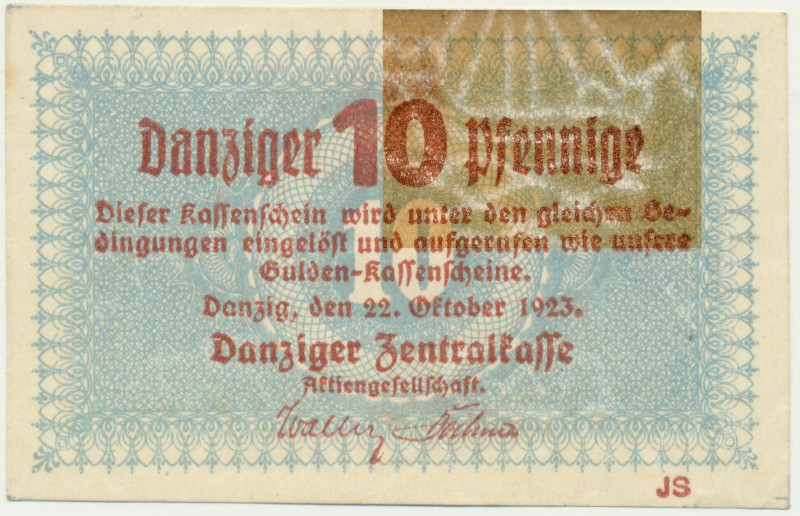 Danziger 10 Pfennige
Dieser Kassenschein wird unter den gleichen Be-
dingungen eingelöst und aufgerufen wie unsere
Gulden-Kassenscheine.
10
Danzig, den 22. Oktober 1923.
Danziger Zentralkasse
Aktiengesellschaft.
JS